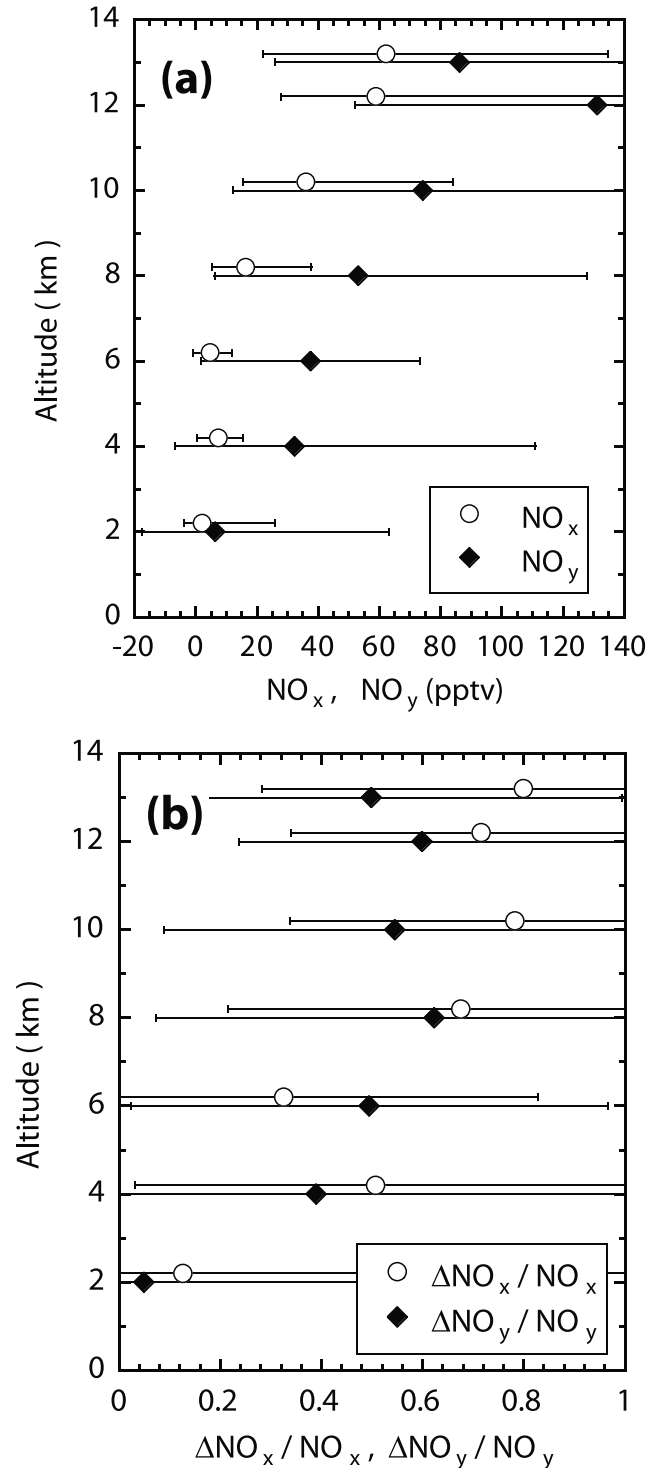 14
(a)
12
10
8
6
4
2
0
Altitude ( km )
NOx
NOy
-20 0 20 40 60 80 100 120 140
NOx , NOy (pptv)
14
(b)
12
10
8
6
4
2
0
Altitude ( km )
ΔNOx / NOx
ΔNOy / NOy
0 0.2 0.4 0.6 0.8 1
ΔNOx / NOx , ΔNOy / NOy